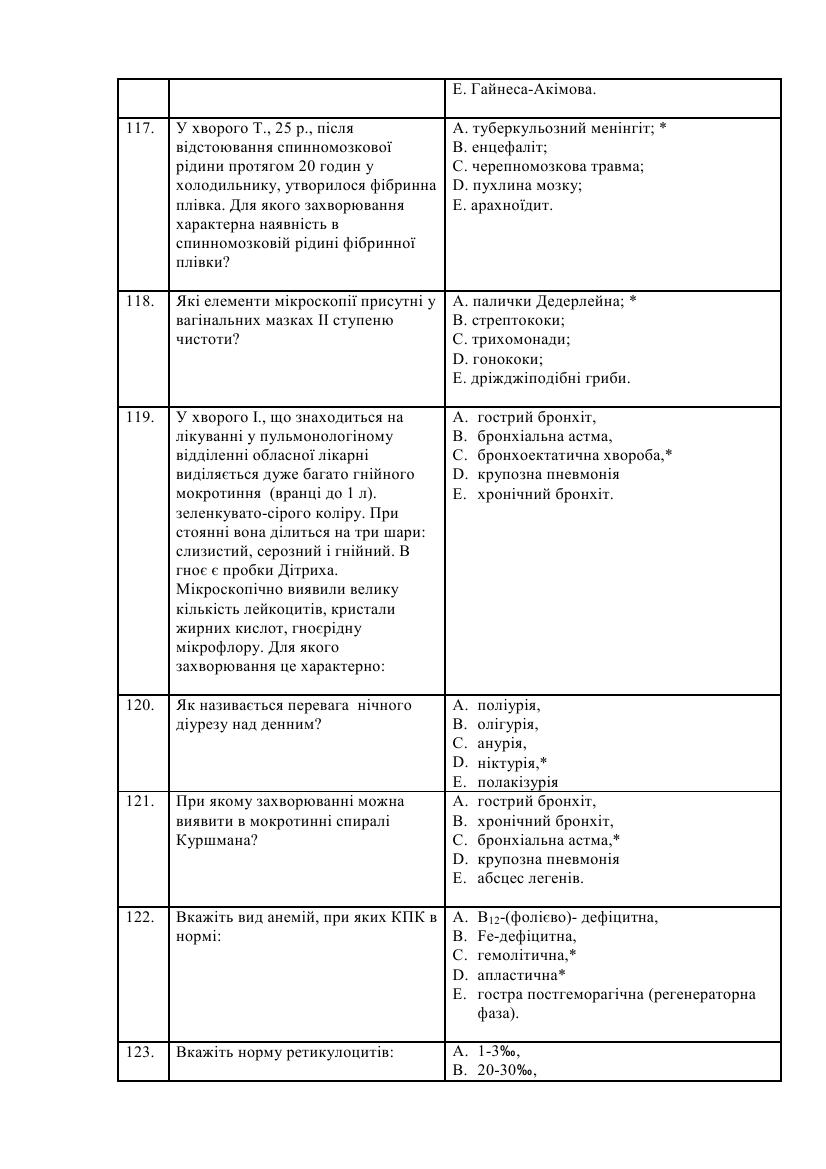 E. Гайнеса-Акімова.
117.
У хворого Т., 25 р., після
відстоювання спинномозкової
рідини протягом 20 годин у
холодильнику, утворилося фібринна
плівка. Для якого захворювання
характерна наявність в
спинномозковій рідині фібринної
плівки?
A. туберкульозний менінгіт; *
B. енцефаліт;
C. черепномозкова травма;
D. пухлина мозку;
E. арахноїдит.
118.
Які елементи мікроскопії присутні у
вагінальних мазках II ступеню
чистоти?
A. палички Дедерлейна; *
B. стрептококи;
C. трихомонади;
D. гонококи;
E. дріжджіподібні гриби.
119.
У хворого І., що знаходиться на
лікуванні у пульмонологіному
відділенні обласної лікарні
виділяється дуже багато гнійного
мокротиння (вранці до 1 л).
зеленкувато-сірого коліру. При
стоянні вона ділиться на три шари:
слизистий, серозний і гнійний. В
гноє є пробки Дітриха.
Мікроскопічно виявили велику
кількість лейкоцитів, кристали
жирних кислот, гноєрідну
мікрофлору. Для якого
захворювання це характерно:
A. гострий бронхіт,
B. бронхіальна астма,
C. бронхоектатична хвороба,*
D. крупозна пневмонія
E. хронічний бронхіт.
120.
Як називається перевага нічного
діурезу над денним?
A. поліурія,
B. олігурія,
C. анурія,
D. ніктурія,*
E. полакізурія
121.
При якому захворюванні можна
виявити в мокротинні спиралі
Куршмана?
A. гострий бронхіт,
B. хронічний бронхіт,
C. бронхіальна астма,*
D. крупозна пневмонія
E. абсцес легенів.
122.
Вкажіть вид анемій, при яких КПК в
нормі:
A. В12-(фолієво)- дефіцитна,
B. Fe-дефіцитна,
C. гемолітична,*
D. апластична*
E. гостра постгеморагічна (регенераторна
фаза).
123.
Вкажіть норму ретикулоцитів:
A. 1-3‰,
B. 20-30‰,